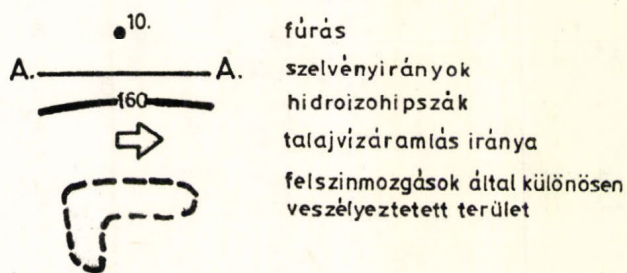 10. fúrás
A. A. szelvényirányok
160 hidroizohipszák
talajvízáramlás iránya
felszinmozgások által különösen
veszélyeztetett terület